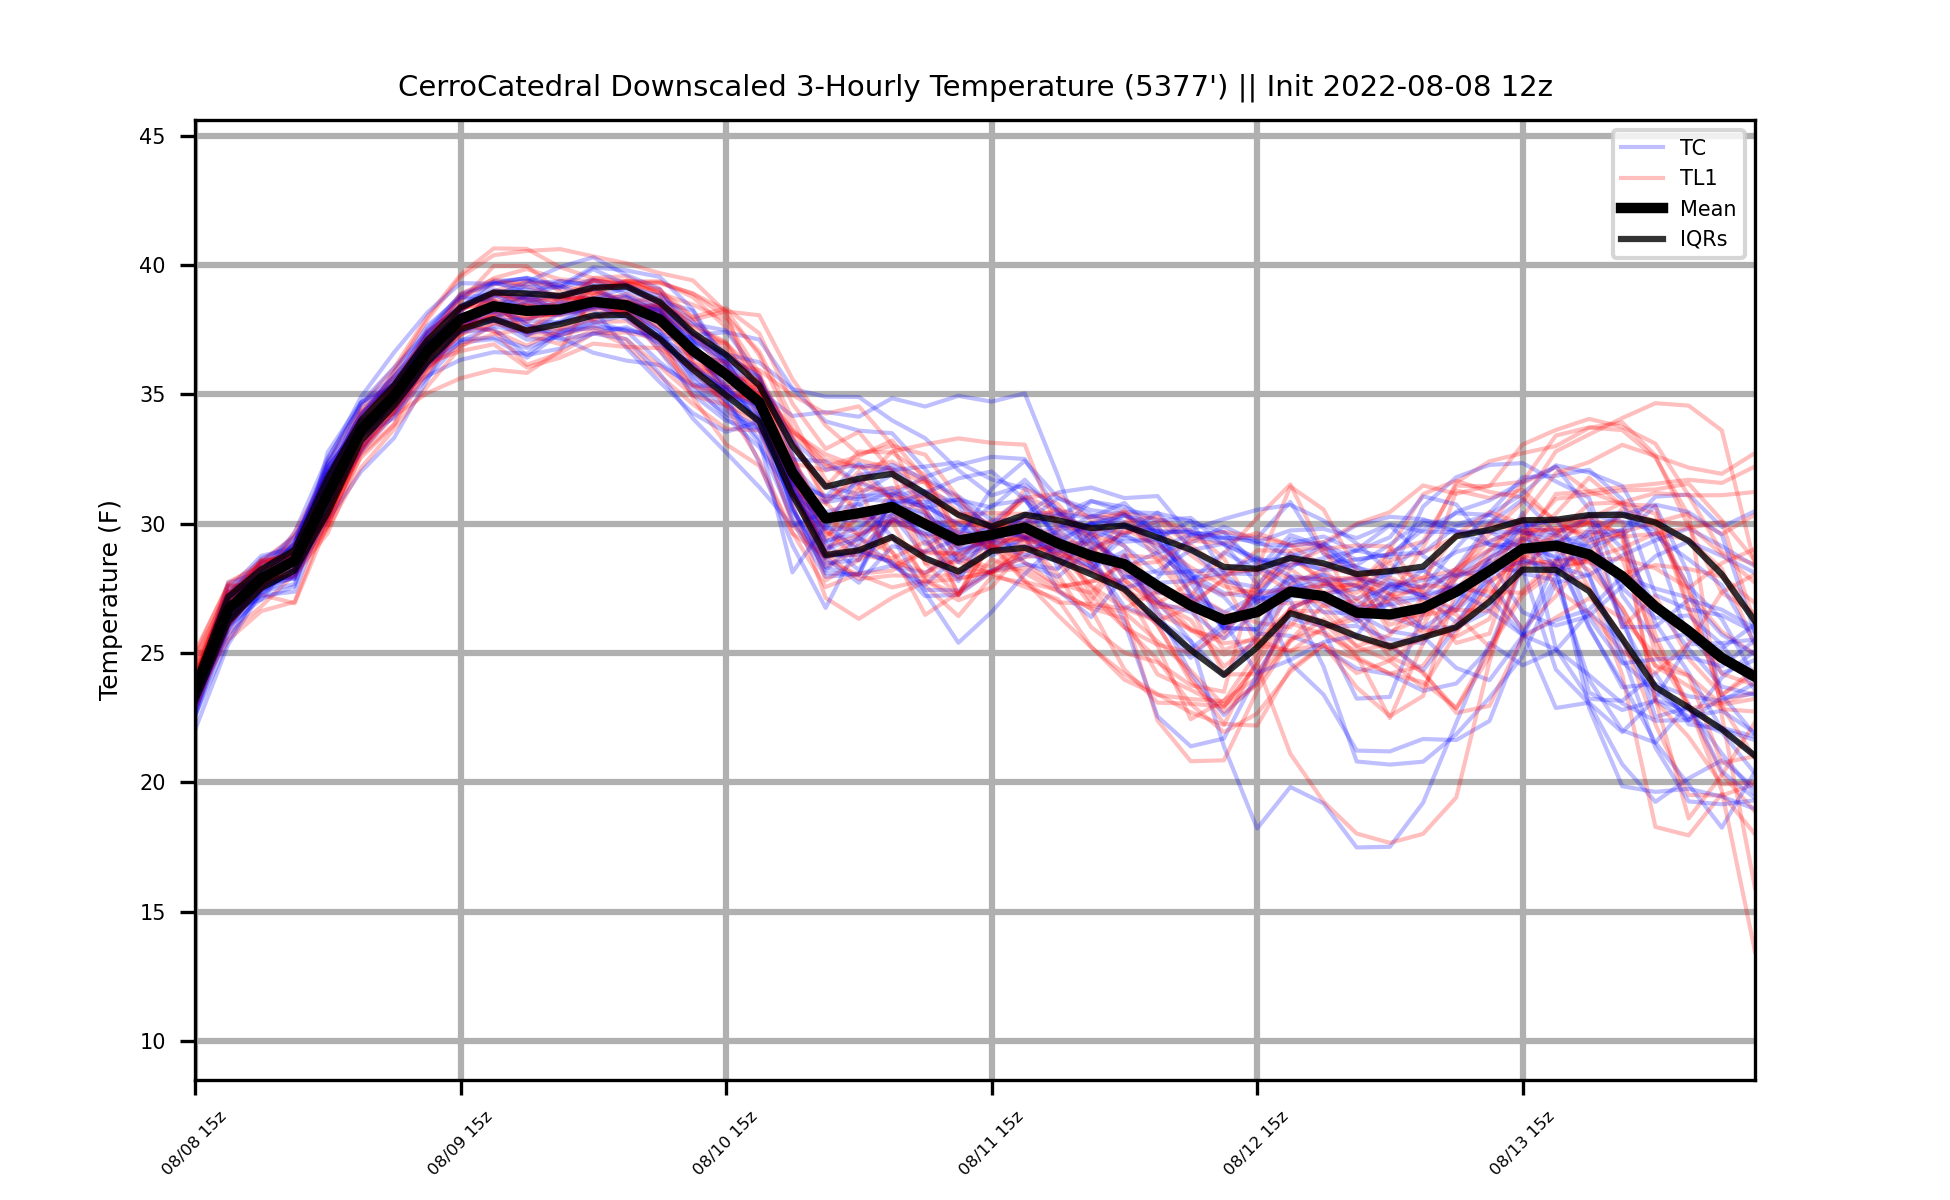 CerroCatedral Downscaled 3-Hourly Temperature (5377') || Init 2022-08-08 12z
TC
TL1
Mean
IQRs
Temperature (F)
45
40
35
30
25
20
15
10
08/08 15z
08/09 15z
08/10 15z
08/11 15z
08/12 15z
08/13 15z